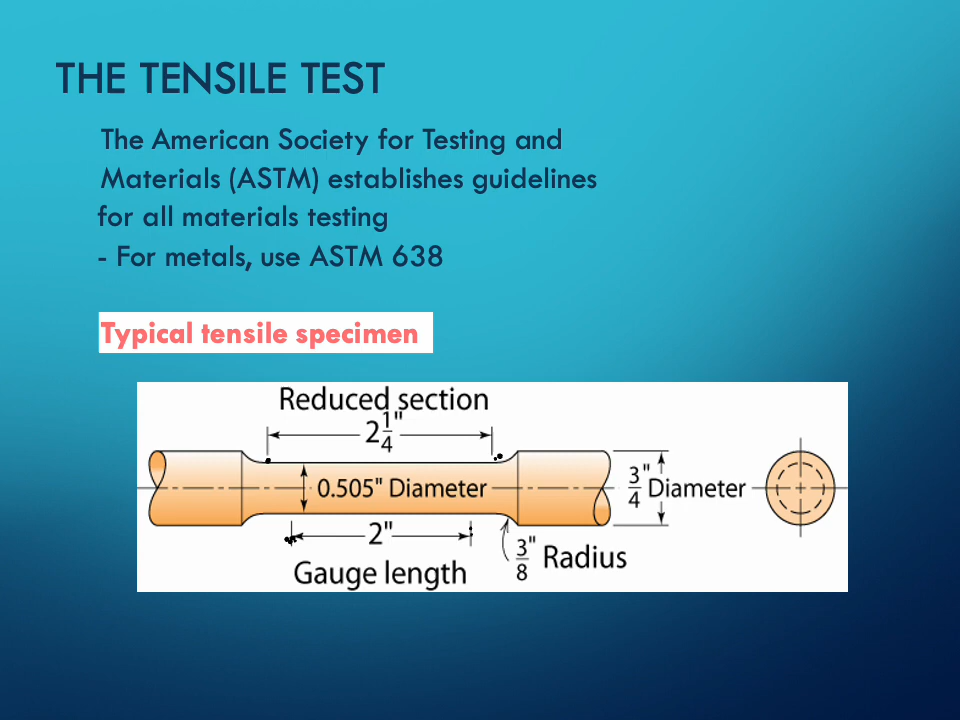 THE TENSILE TEST
The American Society for Testing and
Materials (ASTM) establishes guidelines
for all materials testing
- For metals, use ASTM 638
Typical tensile specimen
Reduced section
2 1/4"
0.505" Diameter
3/4" Diameter
2"
3/8" Radius
Gauge length